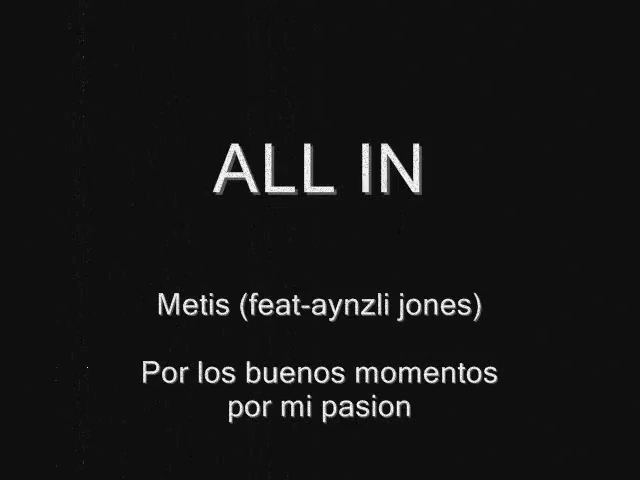 ALL IN
Metis (feat-aynzli jones)
Por los buenos momentos
por mi pasion